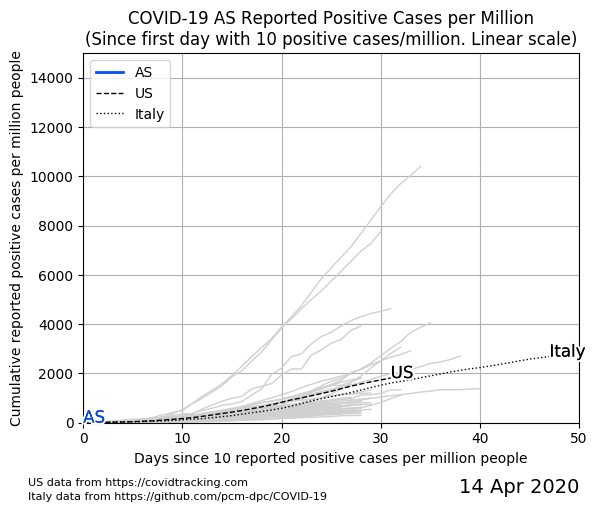 COVID-19 AS Reported Positive Cases per Million
(Since first day with 10 positive cases/million. Linear scale)
Cumulative reported positive cases per million people
14000
12000
10000
8000
6000
4000
2000
0
AS
US
Italy
Italy
US
AS
0 10 20 30 40 50
Days since 10 reported positive cases per million people
US data from https://covidtracking.com
Italy data from https://github.com/pcm-dpc/COVID-19
14 Apr 2020